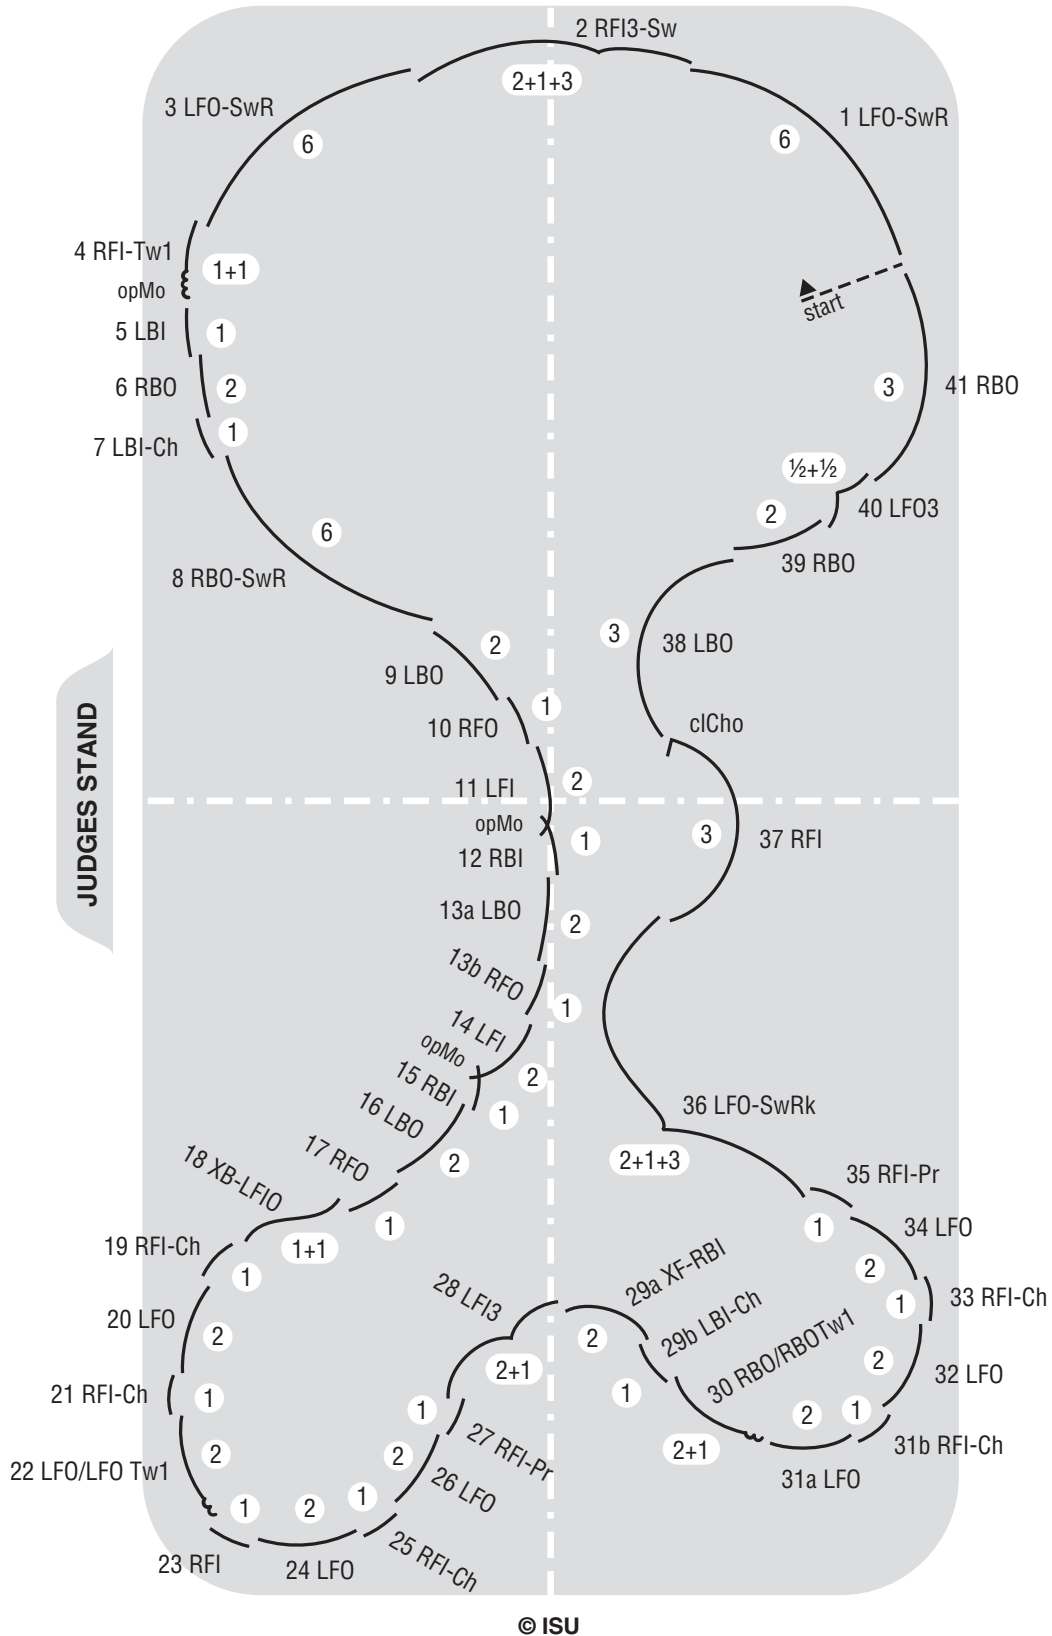 2 RFI3-Sw
2+1+3
3 LFO-SwR
6
1 LFO-SwR
6
4 RFI-Tw1
1+1
opMo
start
5 LBI
1
6 RBO
2
3
41 RBO
7 LBI-Ch
1
½+½
40 LFO3
2
39 RBO
6
8 RBO-SwR
3
38 LBO
2
9 LBO
1
10 RFO
clCho
JUDGES STAND
11 LFI
2
opMo
1
3
37 RFI
12 RBI
13a LBO
2
13b RFO
1
14 LFI
opMo
2
15 RBI
1
16 LBO
2
36 LFO-SwRk
2+1+3
17 RFO
1
18 XB-LFIO
1+1
35 RFI-Pr
1
34 LFO
2
19 RFI-Ch
1
33 RFI-Ch
1
20 LFO
2
28 LFI3
2+1
29a XF-RBI
2
29b LBI-Ch
1
30 RBO/RBOTw1
2+1
32 LFO
2
21 RFI-Ch
1
22 LFO/LFO Tw1
2
31b RFI-Ch
1
31a LFO
2
27 RFI-Pr
1
26 LFO
2
25 RFI-Ch
1
24 LFO
2
23 RFI
1
© ISU